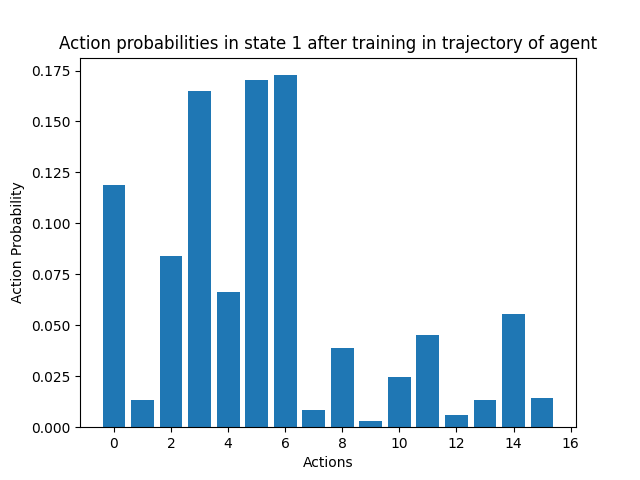 Action probabilities in state 1 after training in trajectory of agent
0.175
0.150
0.125
0.100
0.075
0.050
0.025
0.000
Action Probability
0 2 4 6 8 10 12 14 16
Actions